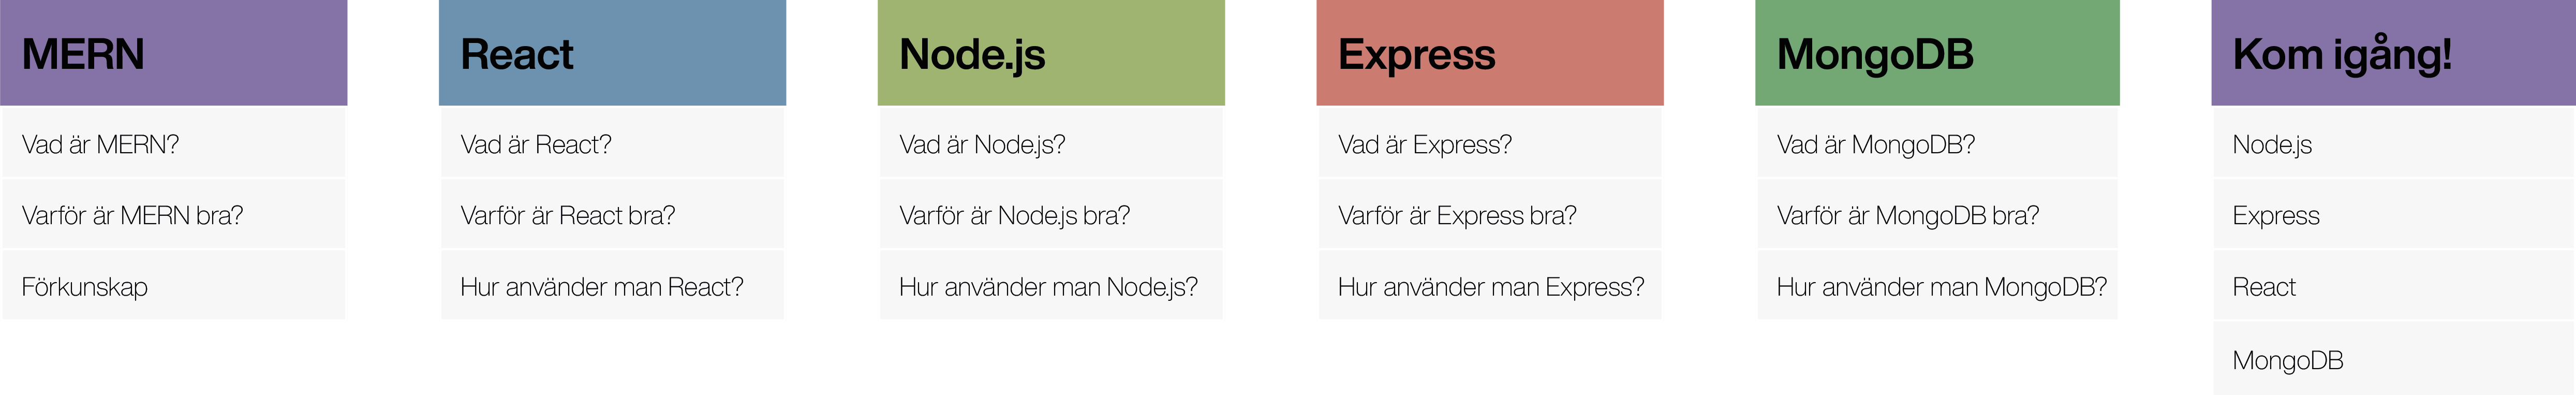 MERN
Vad är MERN?
Varför är MERN bra?
Förkunskap
React
Vad är React?
Varför är React bra?
Hur använder man React?
Node.js
Vad är Node.js?
Varför är Node.js bra?
Hur använder man Node.js?
Express
Vad är Express?
Varför är Express bra?
Hur använder man Express?
MongoDB
Vad är MongoDB?
Varför är MongoDB bra?
Hur använder man MongoDB?
Kom igång!
Node.js
Express
React
MongoDB